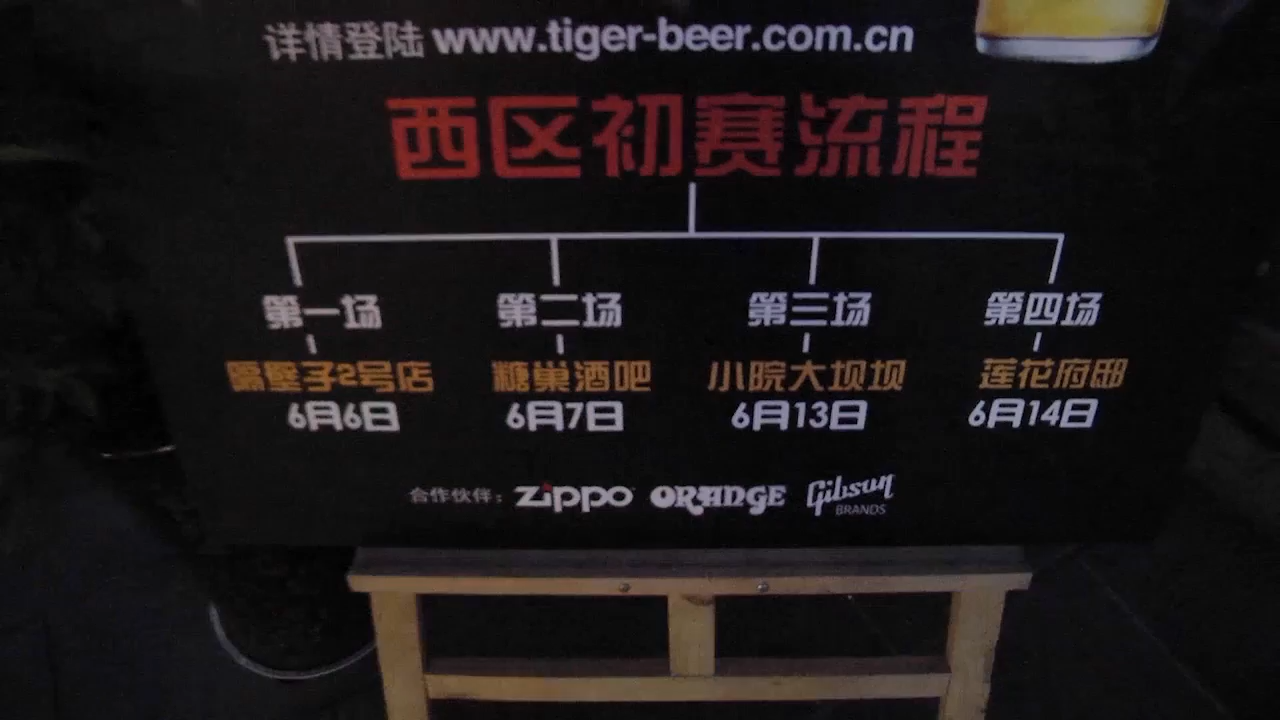 详情登陆 www.tiger-beer.com.cn
西区初赛流程
第一场 第二场 第三场 第四场
隔壁子2号店 糖巢酒吧 小院大坝坝 莲花府邸
6月6日 6月7日 6月13日 6月14日
合作伙伴: zippo ORANGE Gibson
BRANDS